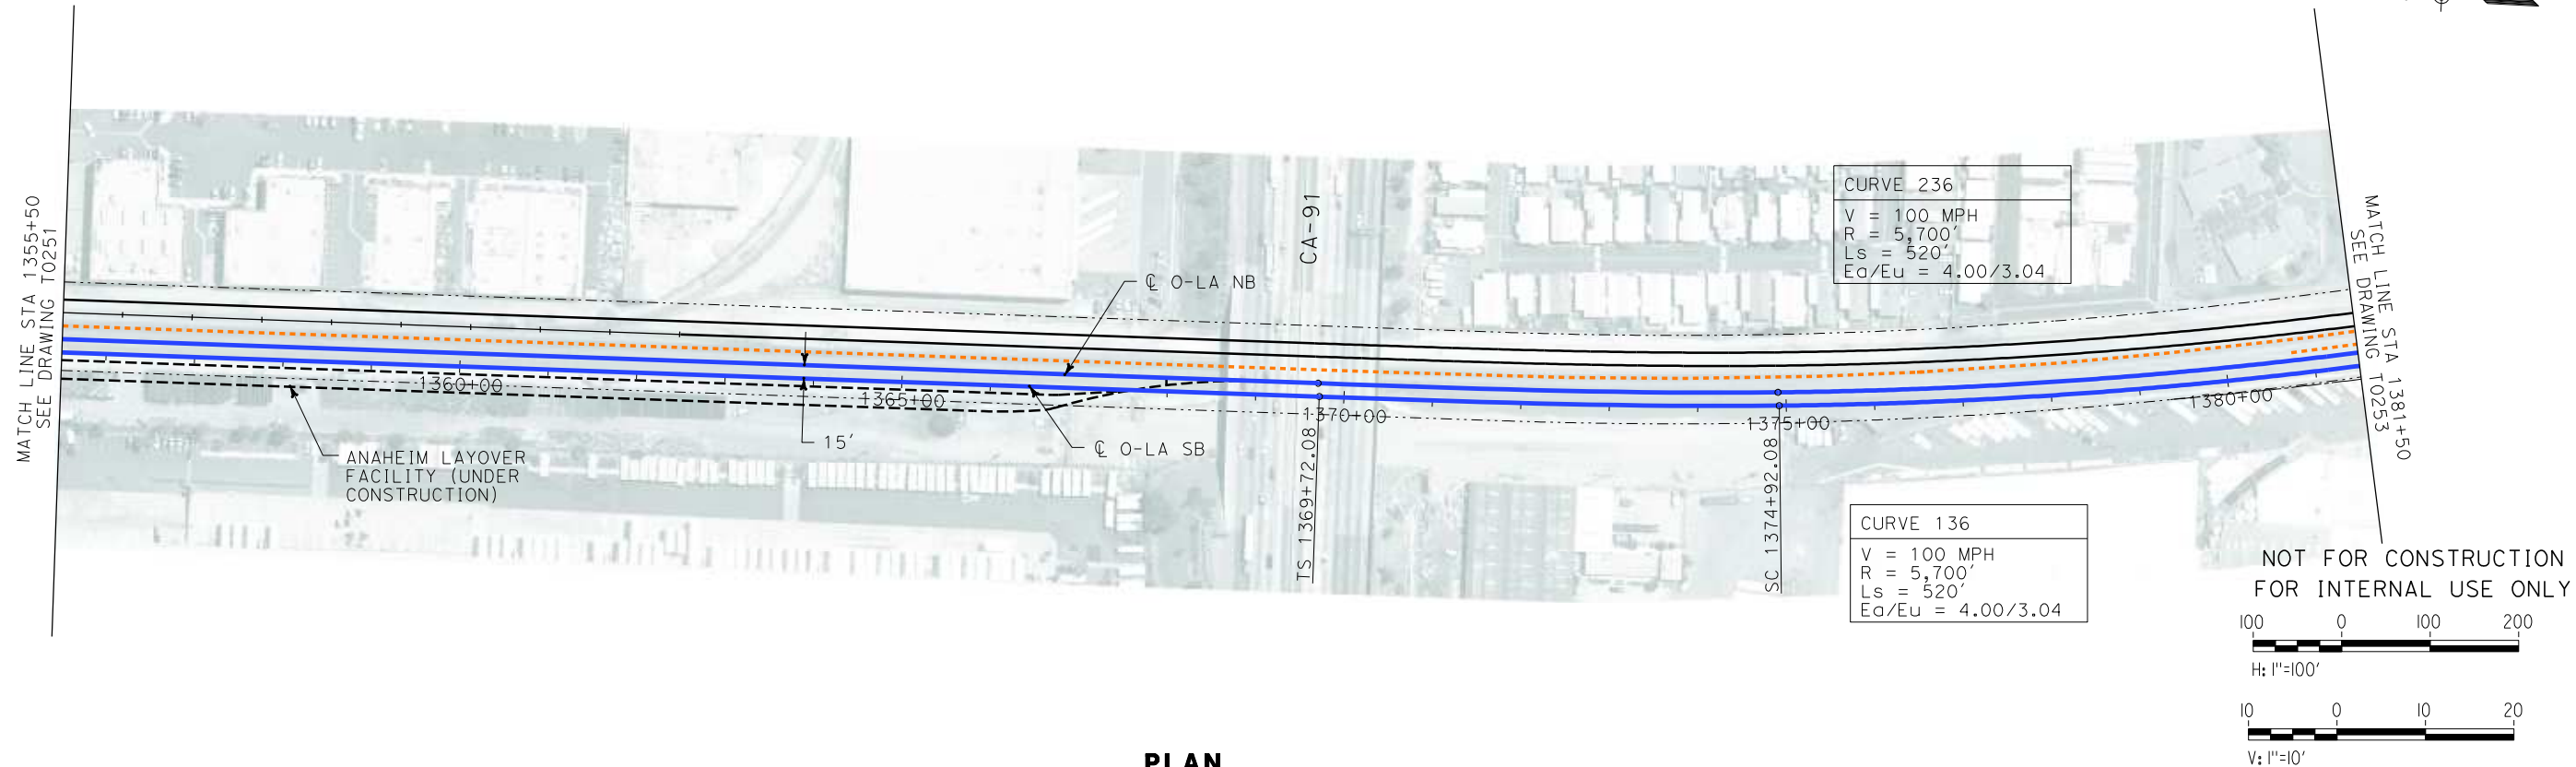 MATCH LINE STA 1355+50
SEE DRAWING T0251
CA-91
CURVE 236
V = 100 MPH
R = 5,700'
Ls = 520'
Ea/Eu = 4.00/3.04
MATCH LINE STA 1381+50
SEE DRAWING T0253
℄ O-LA NB
1360+00
1365+00
1370+00
1375+00
1380+00
15'
℄ O-LA SB
ANAHEIM LAYOVER
FACILITY (UNDER
CONSTRUCTION)
TS 1369+72.08
SC 1374+92.08
CURVE 136
V = 100 MPH
R = 5,700'
Ls = 520'
Ea/Eu = 4.00/3.04
NOT FOR CONSTRUCTION
FOR INTERNAL USE ONLY
100 0 100 200
H: 1"=100'
10 0 10 20
V: 1"=10'
PLAN